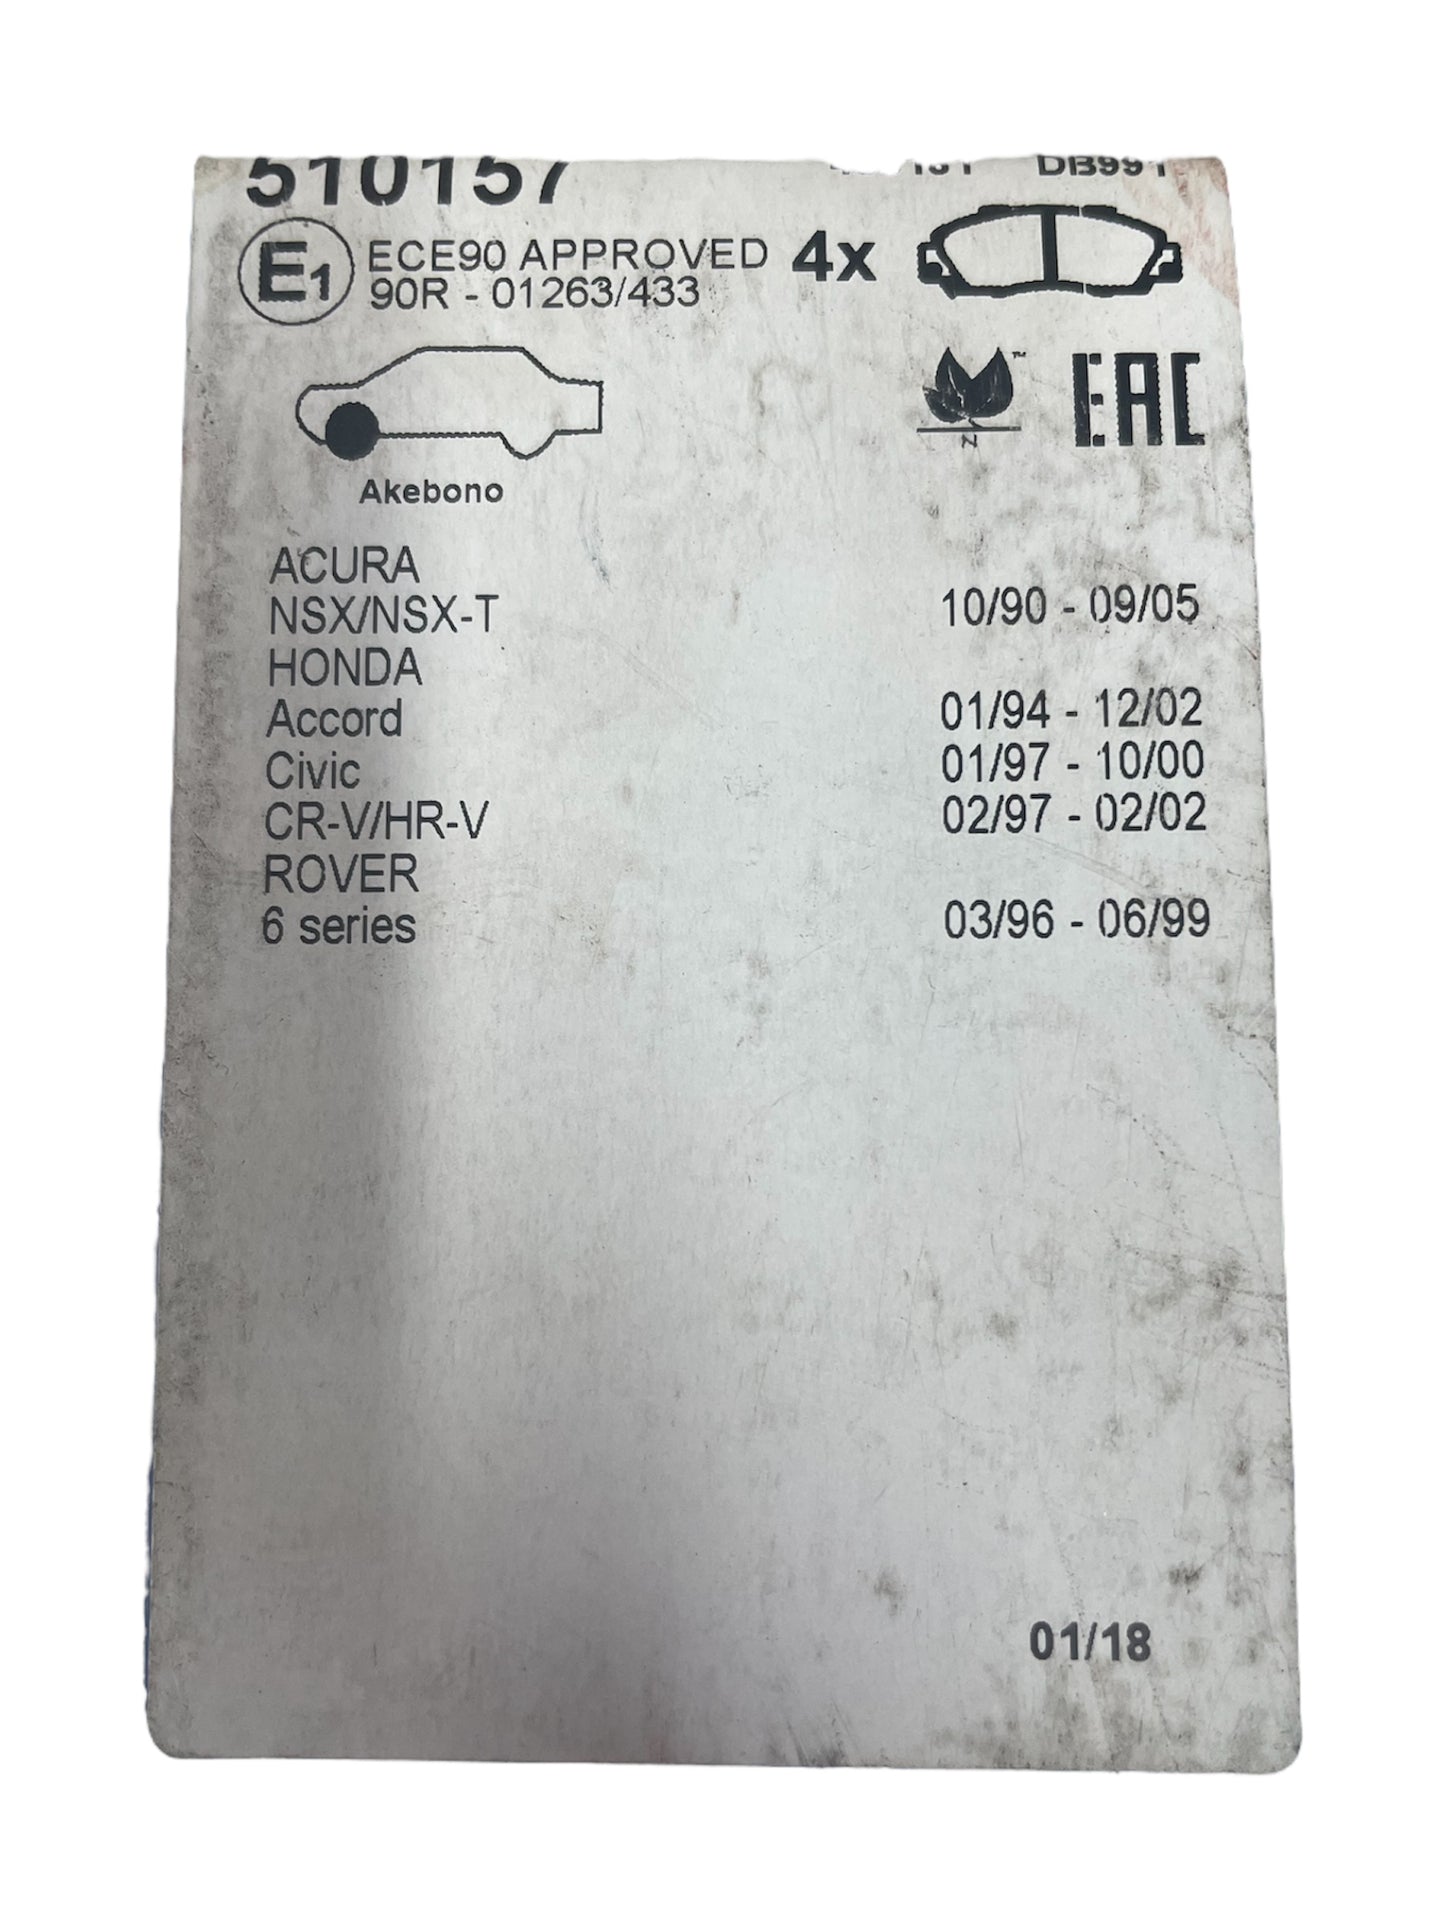 510157 DB991
E1 ECE90 APPROVED 4x
90R - 01263/433
TM
N
EAC
Akebono
ACURA
NSX/NSX-T 10/90 - 09/05
HONDA
Accord 01/94 - 12/02
Civic 01/97 - 10/00
CR-V/HR-V 02/97 - 02/02
ROVER
6 series 03/96 - 06/99
01/18